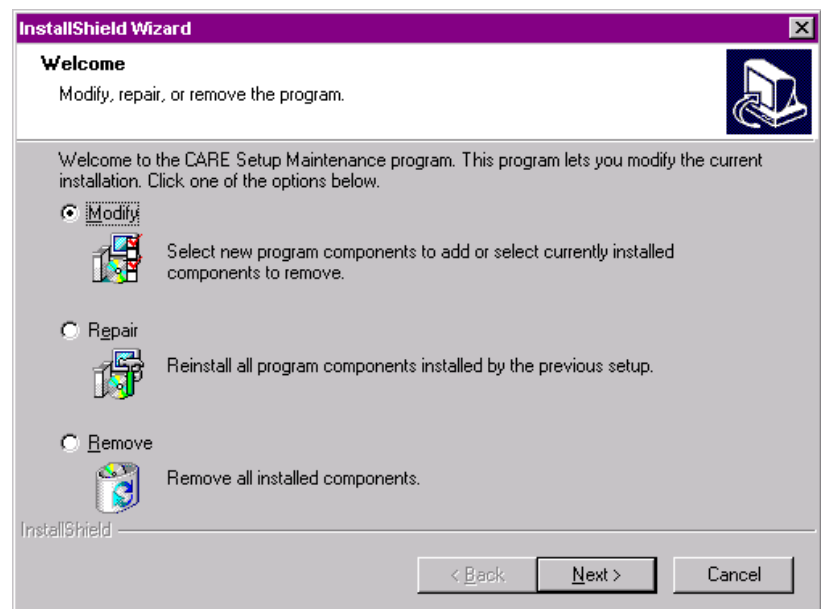 InstallShield Wizard
Welcome
Modify, repair, or remove the program.
Welcome to the CARE Setup Maintenance program. This program lets you modify the current
installation. Click one of the options below.
Modify
Select new program components to add or select currently installed
components to remove.
Repair
Reinstall all program components installed by the previous setup.
Remove
Remove all installed components.
InstallShield
< Back Next > Cancel